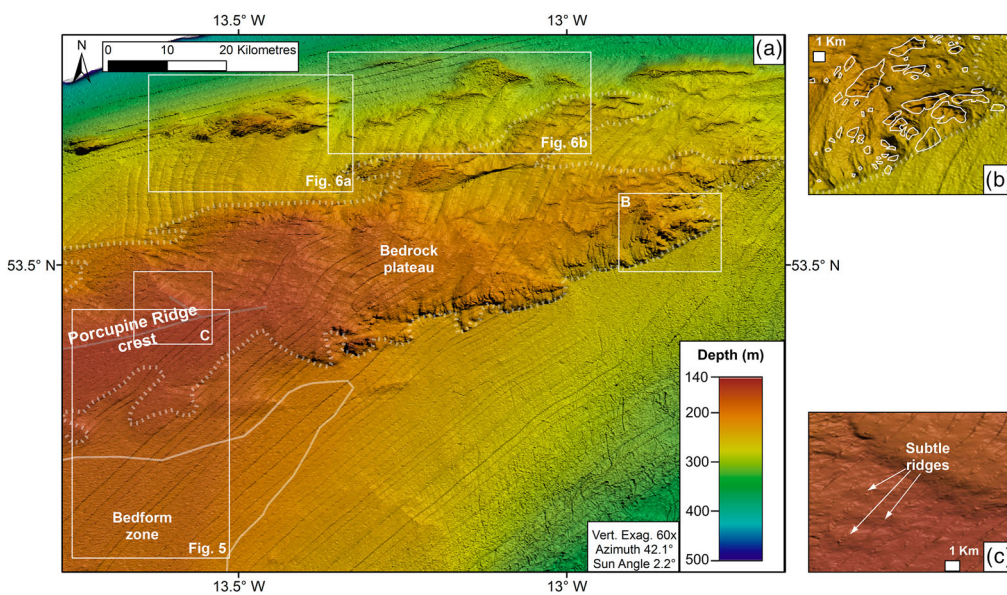 13.5° W
13° W
N
0 10 20 Kilometres
(a)
1 Km
(b)
Fig. 6b
Fig. 6a
B
53.5° N
53.5° N
Bedrock
plateau
Porcupine Ridge
crest
C
Depth (m)
140
200
300
400
500
Subtle
ridges
Bedform
zone
Fig. 5
Vert. Exag. 60x
Azimuth 42.1°
Sun Angle 2.2°
1 Km
(c)
13.5° W
13° W